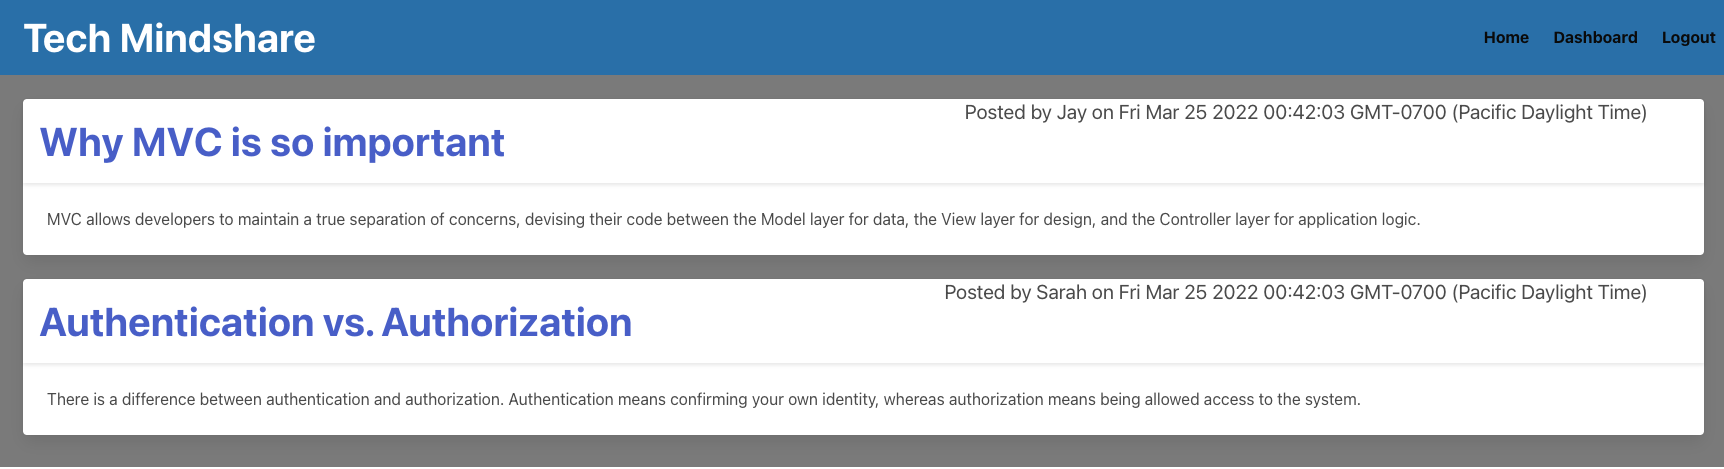 Tech Mindshare
Home Dashboard Logout
Posted by Jay on Fri Mar 25 2022 00:42:03 GMT-0700 (Pacific Daylight Time)
Why MVC is so important
MVC allows developers to maintain a true separation of concerns, devising their code between the Model layer for data, the View layer for design, and the Controller layer for application logic.
Posted by Sarah on Fri Mar 25 2022 00:42:03 GMT-0700 (Pacific Daylight Time)
Authentication vs. Authorization
There is a difference between authentication and authorization. Authentication means confirming your own identity, whereas authorization means being allowed access to the system.